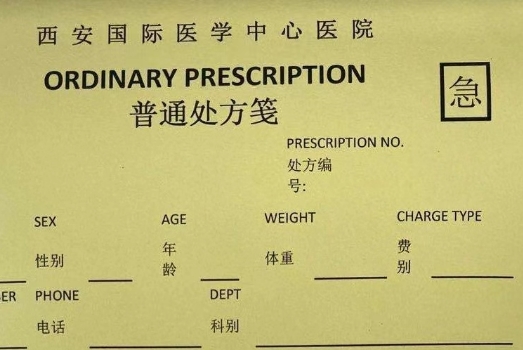 西安国际医学中心医院
ORDINARY PRESCRIPTION
急
普通处方笺
PRESCRIPTION NO.
处方编
号:
SEX AGE WEIGHT CHARGE TYPE
性别 年龄 体重 费别
ER PHONE DEPT
电话 科别